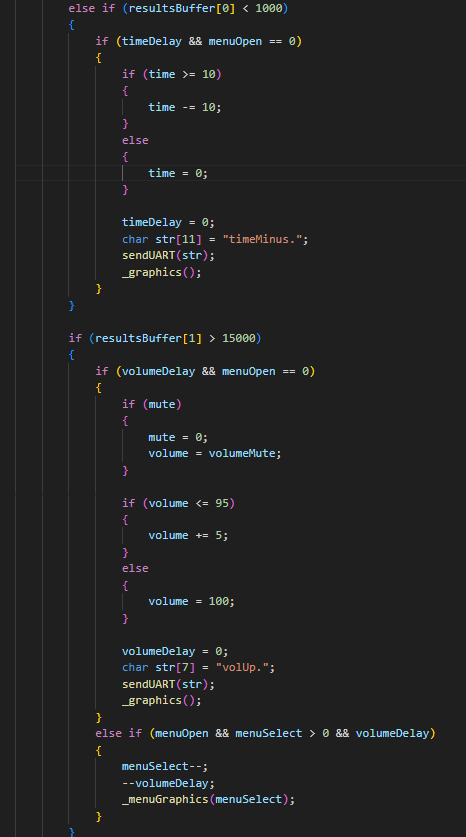 else if (resultsBuffer[0] < 1000)
{
if (timeDelay && menuOpen == 0)
{
if (time >= 10)
{
time -= 10;
}
else
{
time = 0;
}
timeDelay = 0;
char str[11] = "timeMinus.";
sendUART(str);
_graphics();
}
}
if (resultsBuffer[1] > 15000)
{
if (volumeDelay && menuOpen == 0)
{
if (mute)
{
mute = 0;
volume = volumeMute;
}
if (volume <= 95)
{
volume += 5;
}
else
{
volume = 100;
}
volumeDelay = 0;
char str[7] = "volUp.";
sendUART(str);
_graphics();
}
else if (menuOpen && menuSelect > 0 && volumeDelay)
{
menuSelect--;
--volumeDelay;
_menuGraphics(menuSelect);
}
}